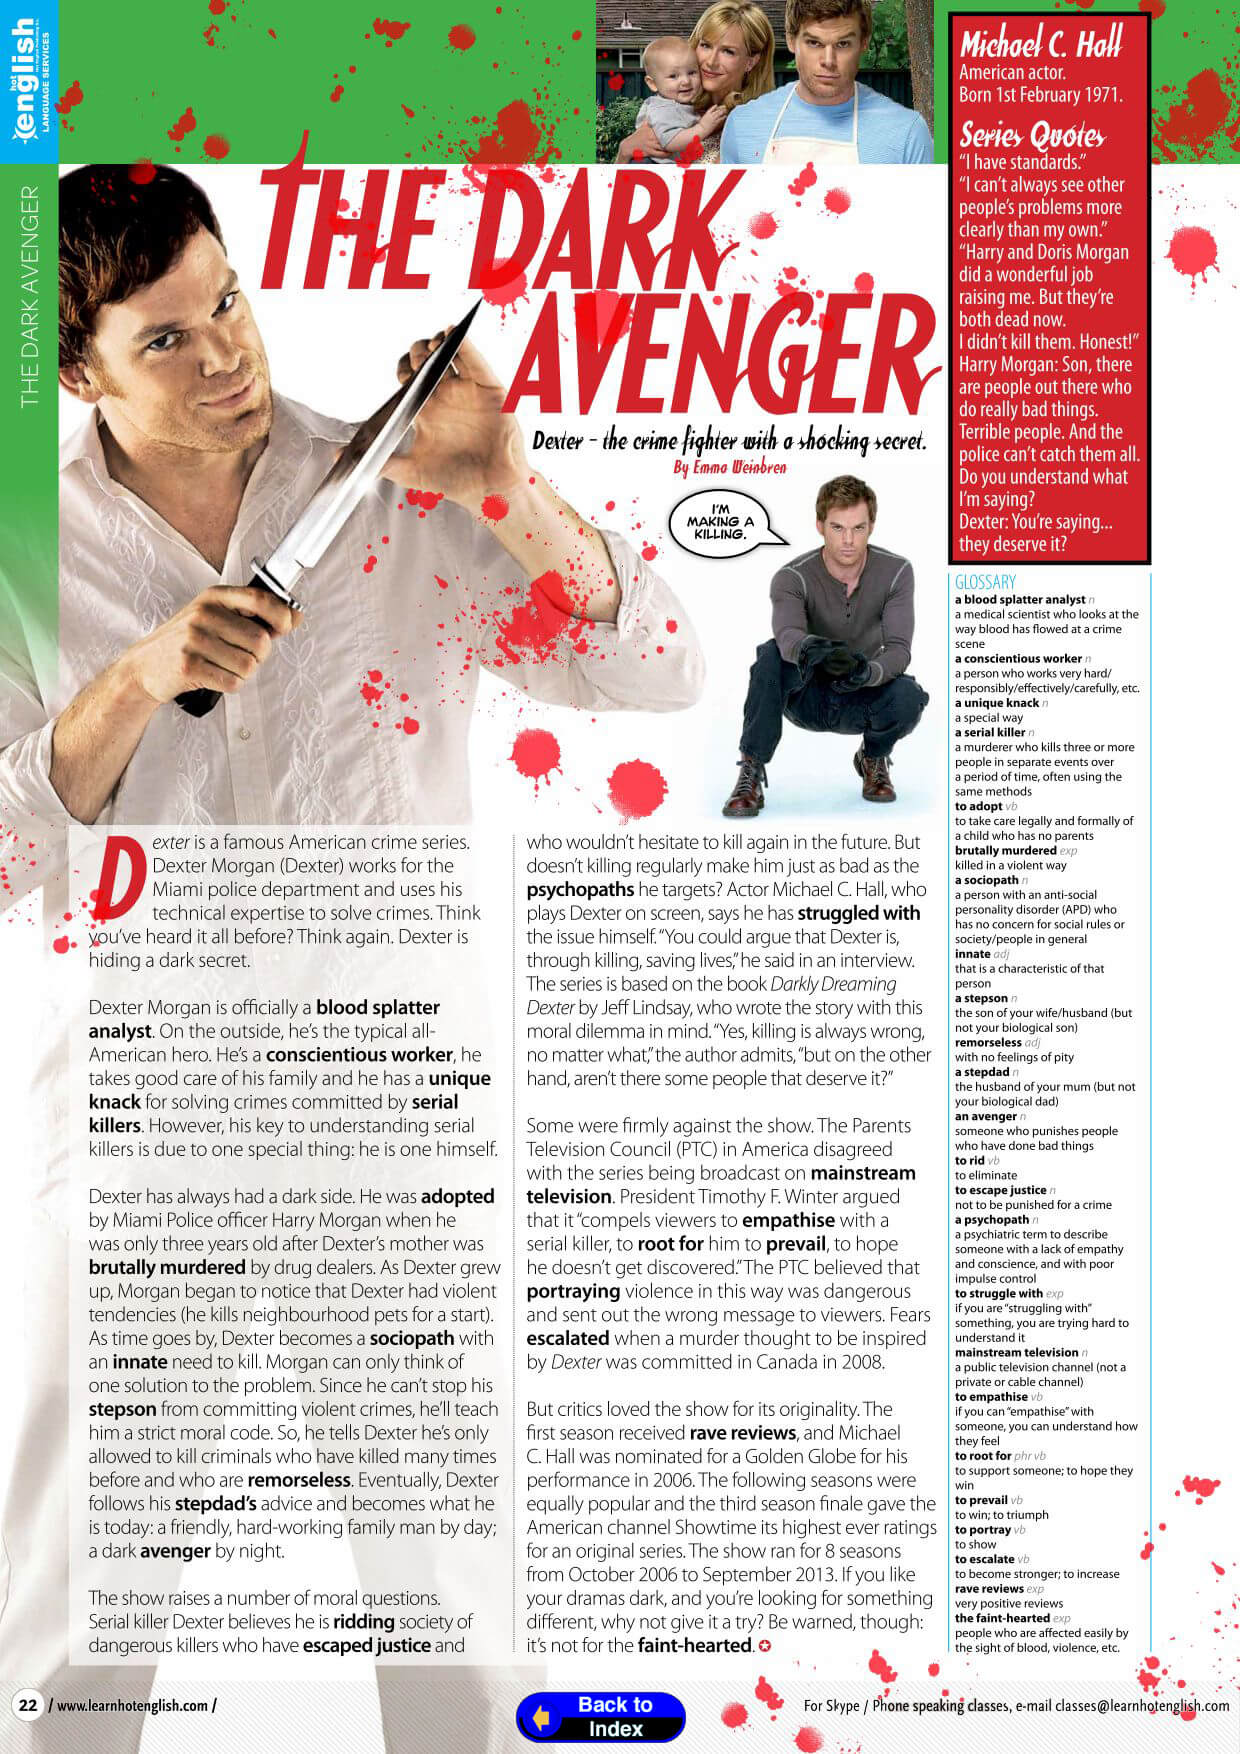 hot
english
LANGUAGE SERVICES
THE DARK AVENGER
THE DARK
AVENGER
Dexter – the crime fighter with a shocking secret.
By Emma Weinbren
I'M
MAKING A
KILLING.
Michael C. Hall
American actor.
Born 1st February 1971.
Series Quotes
“I have standards.”
“I can’t always see other
people’s problems more
clearly than my own.”
“Harry and Doris Morgan
did a wonderful job
raising me. But they’re
both dead now.
I didn’t kill them. Honest!”
Harry Morgan: Son, there
are people out there who
do really bad things.
Terrible people. And the
police can’t catch them all.
Do you understand what
I’m saying?
Dexter: You’re saying...
they deserve it?
Dexter is a famous American crime series.
Dexter Morgan (Dexter) works for the
Miami police department and uses his
technical expertise to solve crimes. Think
you’ve heard it all before? Think again. Dexter is
hiding a dark secret.
Dexter Morgan is officially a blood splatter
analyst. On the outside, he’s the typical all-
American hero. He’s a conscientious worker, he
takes good care of his family and he has a unique
knack for solving crimes committed by serial
killers. However, his key to understanding serial
killers is due to one special thing: he is one himself.
Dexter has always had a dark side. He was adopted
by Miami Police officer Harry Morgan when he
was only three years old after Dexter’s mother was
brutally murdered by drug dealers. As Dexter grew
up, Morgan began to notice that Dexter had violent
tendencies (he kills neighbourhood pets for a start).
As time goes by, Dexter becomes a sociopath with
an innate need to kill. Morgan can only think of
one solution to the problem. Since he can’t stop his
stepson from committing violent crimes, he’ll teach
him a strict moral code. So, he tells Dexter he’s only
allowed to kill criminals who have killed many times
before and who are remorseless. Eventually, Dexter
follows his stepdad’s advice and becomes what he
is today: a friendly, hard-working family man by day;
a dark avenger by night.
The show raises a number of moral questions.
Serial killer Dexter believes he is ridding society of
dangerous killers who have escaped justice and
who wouldn’t hesitate to kill again in the future. But
doesn’t killing regularly make him just as bad as the
psychopaths he targets? Actor Michael C. Hall, who
plays Dexter on screen, says he has struggled with
the issue himself. “You could argue that Dexter is,
through killing, saving lives,” he said in an interview.
The series is based on the book Darkly Dreaming
Dexter by Jeff Lindsay, who wrote the story with this
moral dilemma in mind. “Yes, killing is always wrong,
no matter what,” the author admits, “but on the other
hand, aren’t there some people that deserve it?”
Some were firmly against the show. The Parents
Television Council (PTC) in America disagreed
with the series being broadcast on mainstream
television. President Timothy F. Winter argued
that it “compels viewers to empathise with a
serial killer, to root for him to prevail, to hope
he doesn’t get discovered.” The PTC believed that
portraying violence in this way was dangerous
and sent out the wrong message to viewers. Fears
escalated when a murder thought to be inspired
by Dexter was committed in Canada in 2008.
But critics loved the show for its originality. The
first season received rave reviews, and Michael
C. Hall was nominated for a Golden Globe for his
performance in 2006. The following seasons were
equally popular and the third season finale gave the
American channel Showtime its highest ever ratings
for an original series. The show ran for 8 seasons
from October 2006 to September 2013. If you like
your dramas dark, and you’re looking for something
different, why not give it a try? Be warned, though:
it’s not for the faint-hearted.
GLOSSARY
a blood splatter analyst n
a medical scientist who looks at the
way blood has flowed at a crime
scene
a conscientious worker n
a person who works very hard/
responsibly/effectively/carefully, etc.
a unique knack n
a special way
a serial killer n
a murderer who kills three or more
people in separate events over
a period of time, often using the
same methods
to adopt vb
to take care legally and formally of
a child who has no parents
brutally murdered exp
killed in a violent way
a sociopath n
a person with an anti-social
personality disorder (APD) who
has no concern for social rules or
society/people in general
innate adj
that is a characteristic of that
person
a stepson n
the son of your wife/husband (but
not your biological son)
remorseless adj
with no feelings of pity
a stepdad n
the husband of your mum (but not
your biological dad)
an avenger n
someone who punishes people
who have done bad things
to rid vb
to eliminate
to escape justice n
not to be punished for a crime
a psychopath n
a psychiatric term to describe
someone with a lack of empathy
and conscience, and with poor
impulse control
to struggle with exp
if you are “struggling with”
something, you are trying hard to
understand it
mainstream television n
a public television channel (not a
private or cable channel)
to empathise vb
if you can “empathise” with
someone, you can understand how
they feel
to root for phr vb
to support someone; to hope they
win
to prevail vb
to win; to triumph
to portray vb
to show
to escalate vb
to become stronger; to increase
rave reviews exp
very positive reviews
the faint-hearted exp
people who are affected easily by
the sight of blood, violence, etc.
22 / www.learnhotenglish.com /
Back to
Index
For Skype / Phone speaking classes, e-mail classes@learnhotenglish.com